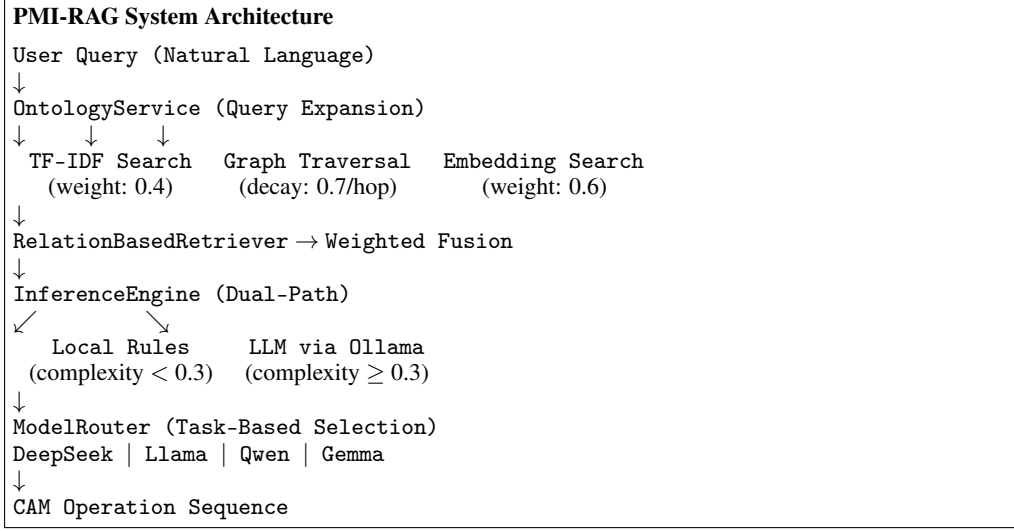 PMI-RAG System Architecture
User Query (Natural Language)
↓
OntologyService (Query Expansion)
↓ ↓ ↓
TF-IDF Search Graph Traversal Embedding Search
(weight: 0.4) (decay: 0.7/hop) (weight: 0.6)
↓
RelationBasedRetriever → Weighted Fusion
↓
InferenceEngine (Dual-Path)
↙ ↘
Local Rules LLM via Ollama
(complexity < 0.3) (complexity ≥ 0.3)
↓
ModelRouter (Task-Based Selection)
DeepSeek | Llama | Qwen | Gemma
↓
CAM Operation Sequence